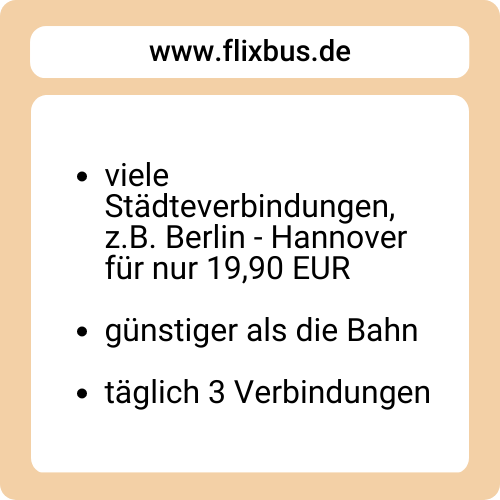 www.flixbus.de
• viele
Städteverbindungen,
z.B. Berlin - Hannover
für nur 19,90 EUR
• günstiger als die Bahn
• täglich 3 Verbindungen